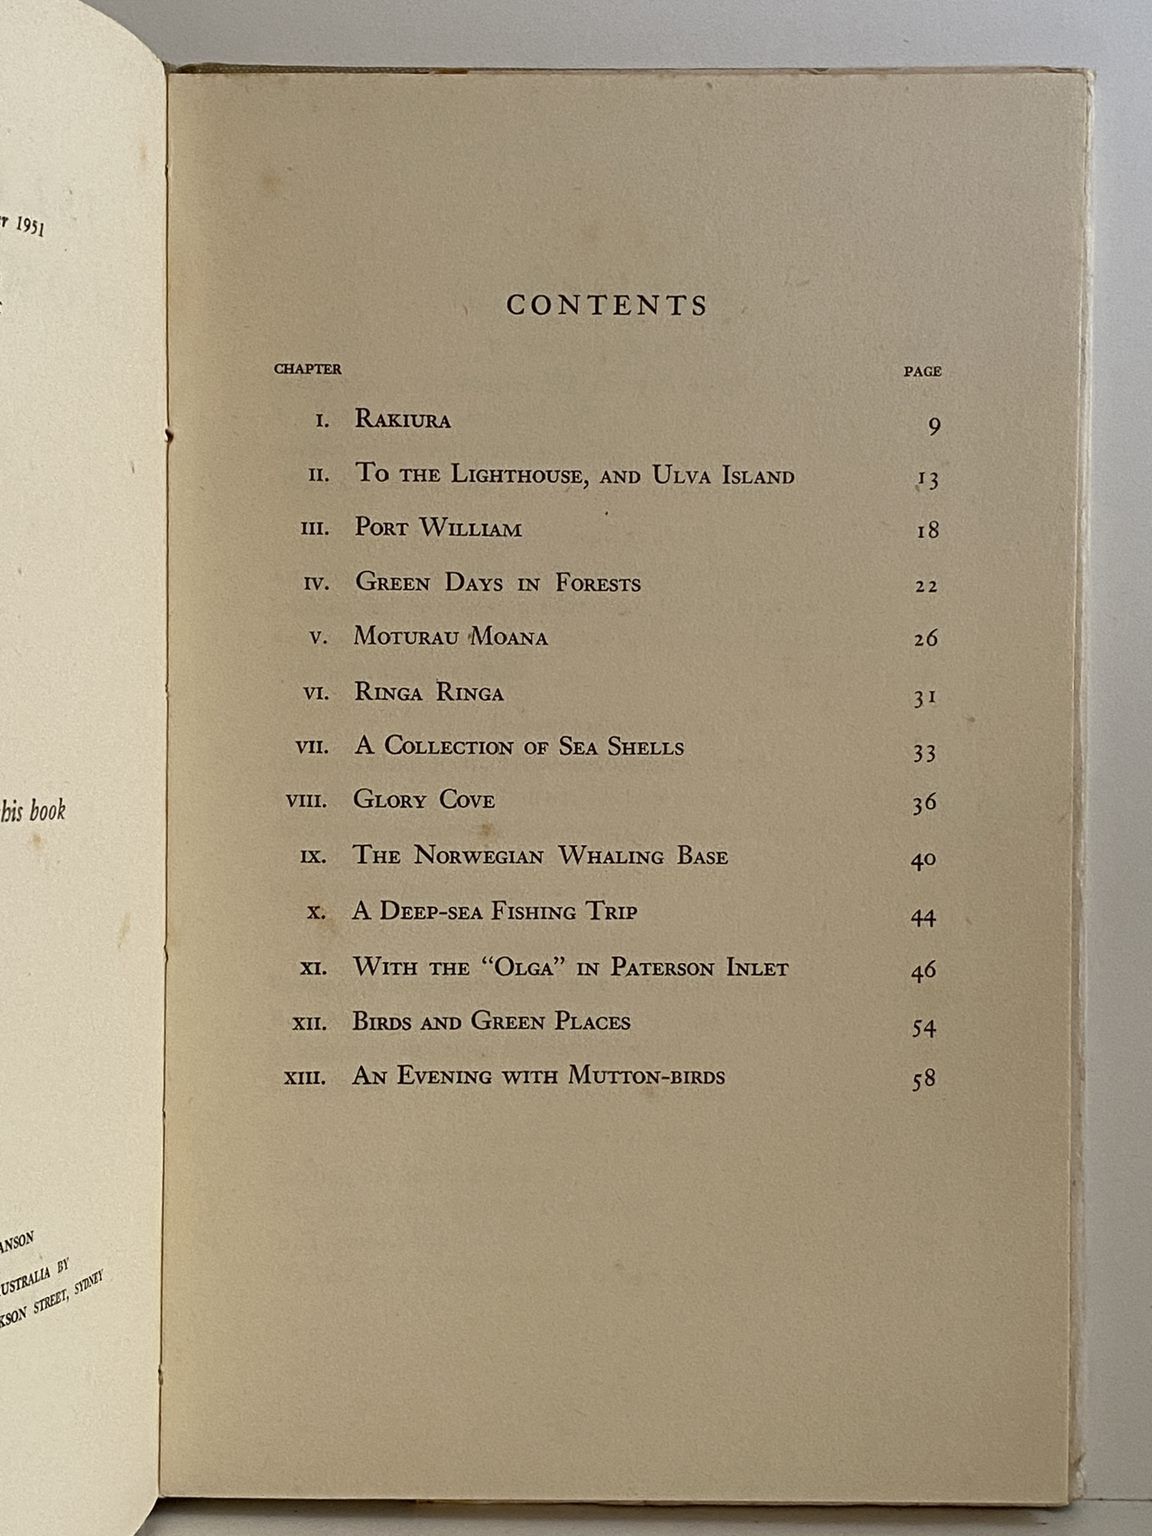 1951
his book
STREET, SYDNEY
BY
CONTENTS
CHAPTER PAGE
I. RAKIURA 9
II. TO THE LIGHTHOUSE, AND ULVA ISLAND 13
III. PORT WILLIAM 18
IV. GREEN DAYS IN FORESTS 22
V. MOTURAU MOANA 26
VI. RINGA RINGA 31
VII. A COLLECTION OF SEA SHELLS 33
VIII. GLORY COVE 36
IX. THE NORWEGIAN WHALING BASE 40
X. A DEEP-SEA FISHING TRIP 44
XI. WITH THE “OLGA” IN PATERSON INLET 46
XII. BIRDS AND GREEN PLACES 54
XIII. AN EVENING WITH MUTTON-BIRDS 58